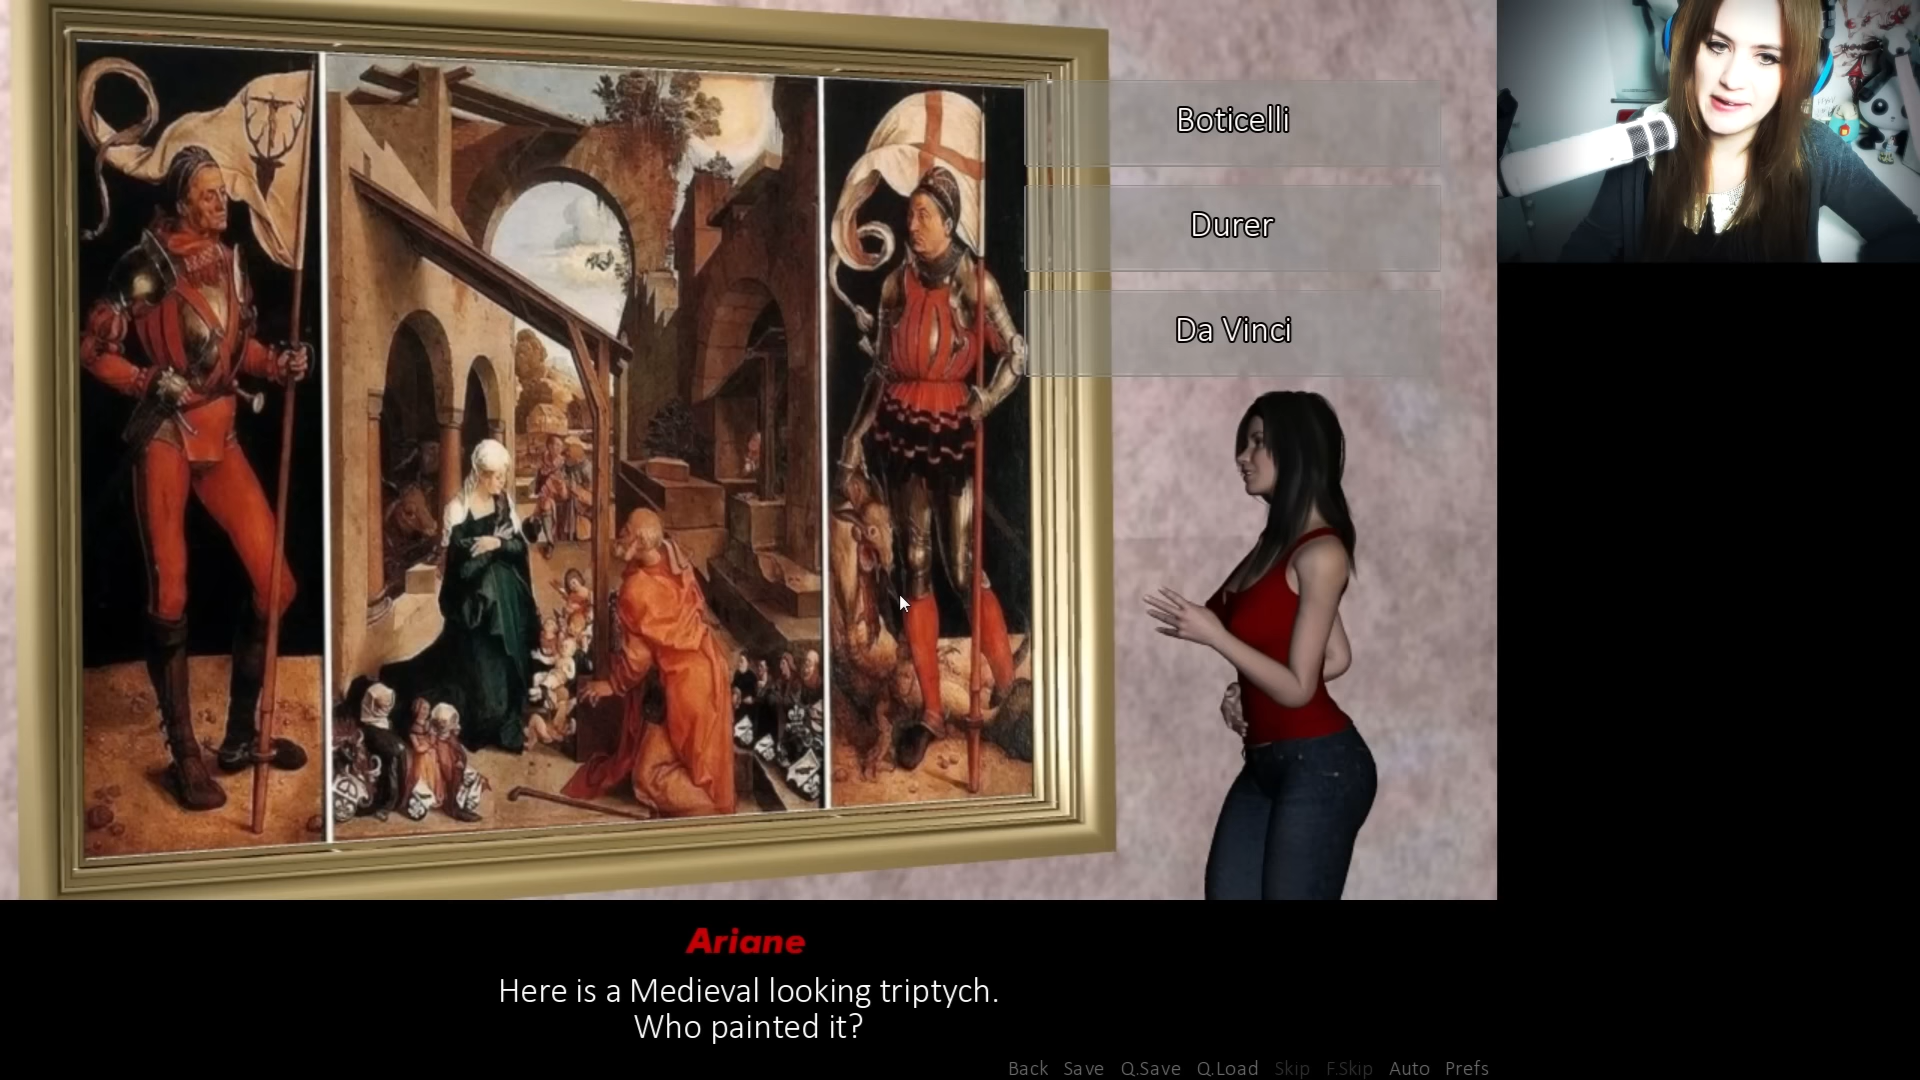 Boticelli
Durer
Da Vinci
Ariane
Here is a Medieval looking triptych.
Who painted it?
Back Save Q.Save Q.Load Skip F.Skip Auto Prefs